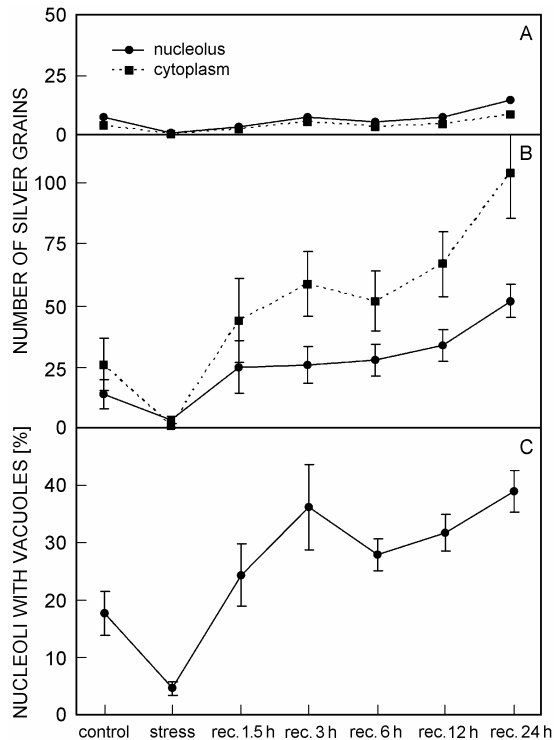 50
A
nucleolus
cytoplasm
25
0
B
100
75
50
25
0
NUMBER OF SILVER GRAINS
C
40
30
20
10
0
NUCLEOLI WITH VACUOLES [%]
control stress rec. 1.5 h rec. 3 h rec. 6 h rec. 12 h rec. 24 h